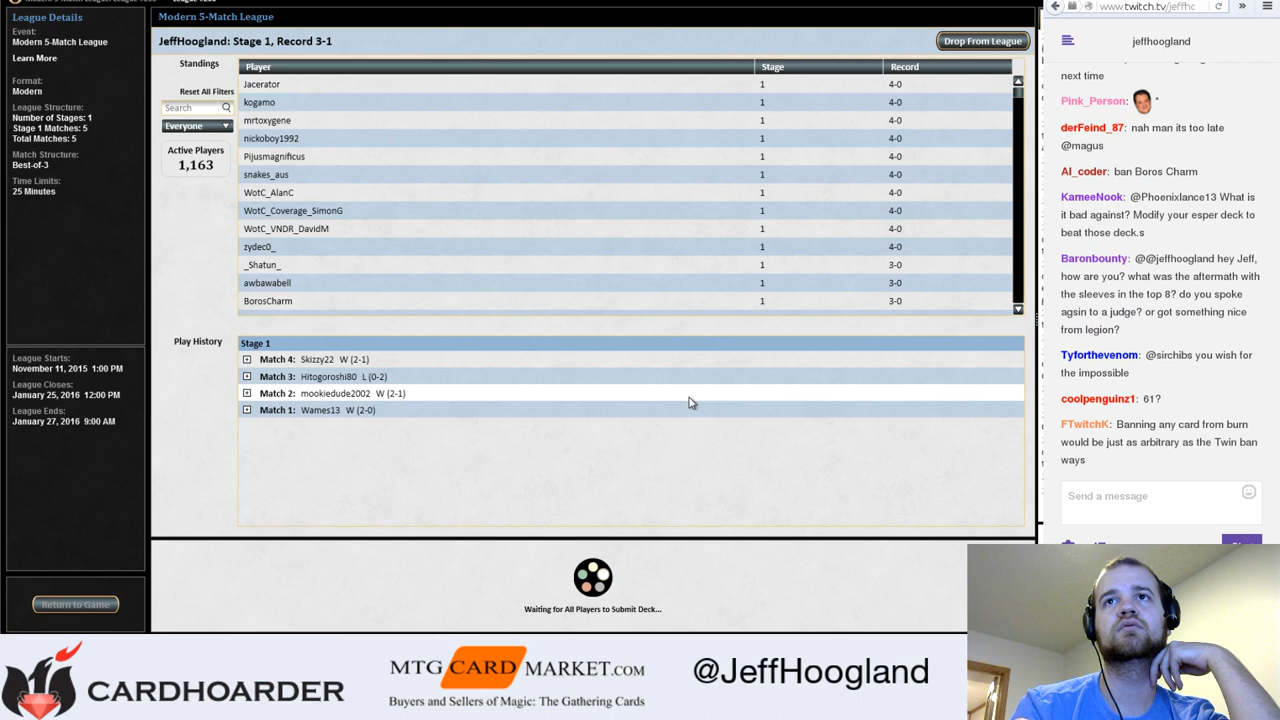 League Details
Event:
Modern 5-Match League
Learn More
Format:
Modern
League Structure:
Number of Stages: 1
Stage 1 Matches: 5
Total Matches: 5
Match Structure:
Best-of-3
Time Limits:
25 Minutes
League Starts:
November 11, 2015 1:00 PM
League Closes:
January 25, 2016 12:00 PM
League Ends:
January 27, 2016 9:00 AM
Return to Game
Modern 5-Match League
JeffHoogland: Stage 1, Record 3-1
Drop From League
Standings
Reset All Filters
Search
Everyone
Active Players
1,163
Player Stage Record
Jacerator 1 4-0
kogamo 1 4-0
mrtoxygene 1 4-0
nickoboy1992 1 4-0
Pijusmagnificus 1 4-0
snakes_aus 1 4-0
WotC_AlanC 1 4-0
WotC_Coverage_SimonG 1 4-0
WotC_VNDR_DavidM 1 4-0
zydec0_ 1 4-0
_Shatun_ 1 3-0
awbawabell 1 3-0
BorosCharm 1 3-0
Play History
Stage 1
Match 4: Skizzy22 W (2-1)
Match 3: Hitogoroshi80 L (0-2)
Match 2: mookiedude2002 W (2-1)
Match 1: Wames13 W (2-0)
Waiting for All Players to Submit Deck...
www.twitch.tv/jeffhc
jeffhoogland
next time
Pink_Person:
derFeind_87: nah man its too late
@magus
AI_coder: ban Boros Charm
KameeNook: @Phoenixlance13 What is
it bad against? Modify your esper deck to
beat those deck.s
Baronbounty: @@jeffhoogland hey Jeff,
how are you? what was the aftermath with
the sleeves in the top 8? do you spoke
agsin to a judge? or got something nice
from legion?
Tyforthevenom: @sirchibs you wish for
the impossible
coolpenguinz1: 61?
FTwitchK: Banning any card from burn
would be just as arbitrary as the Twin ban
ways
Send a message
CARDHOARDER
MTG CARD MARKET.COM
Buyers and Sellers of Magic: The Gathering Cards
@JeffHoogland